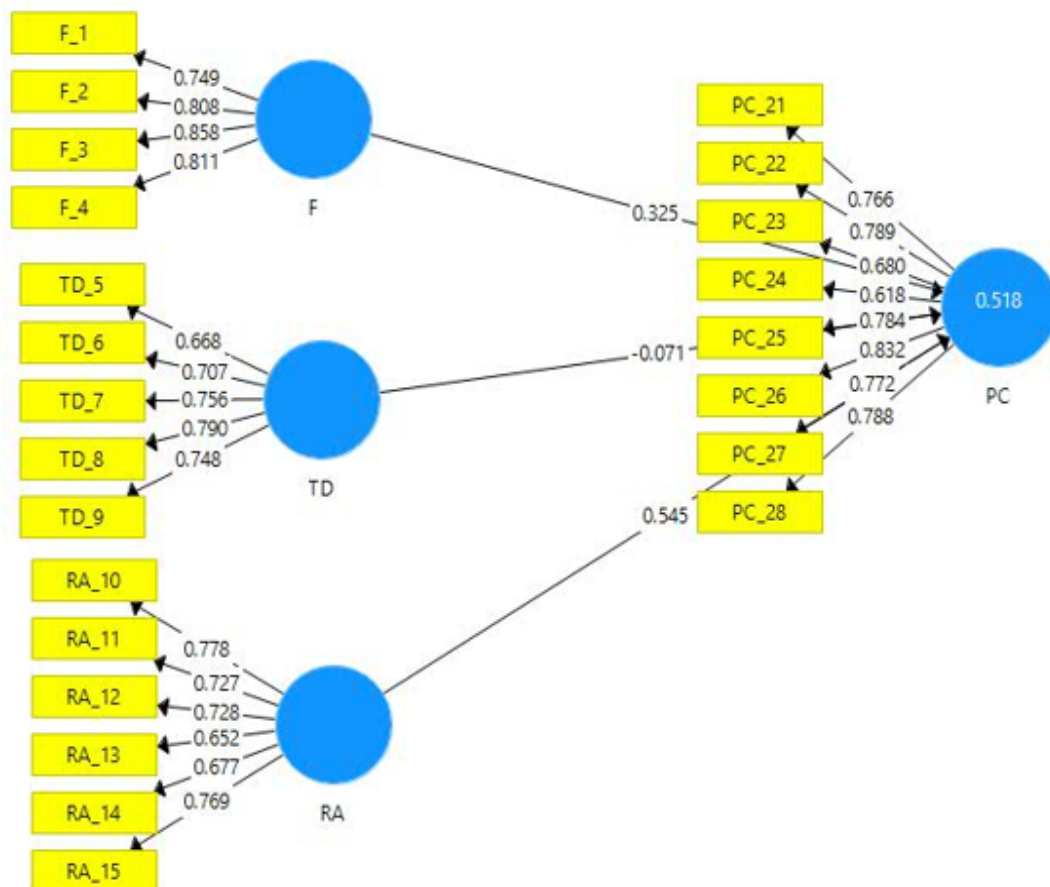 F_1
F_2
F_3
F_4
0.749
0.808
0.858
0.811
F
TD_5
TD_6
TD_7
TD_8
TD_9
0.668
0.707
0.756
0.790
0.748
TD
RA_10
RA_11
RA_12
RA_13
RA_14
RA_15
0.778
0.727
0.728
0.652
0.677
0.769
RA
0.325
-0.071
0.545
PC_21
PC_22
PC_23
PC_24
PC_25
PC_26
PC_27
PC_28
0.766
0.789
0.680
0.618
0.784
0.832
0.772
0.788
0.518
PC